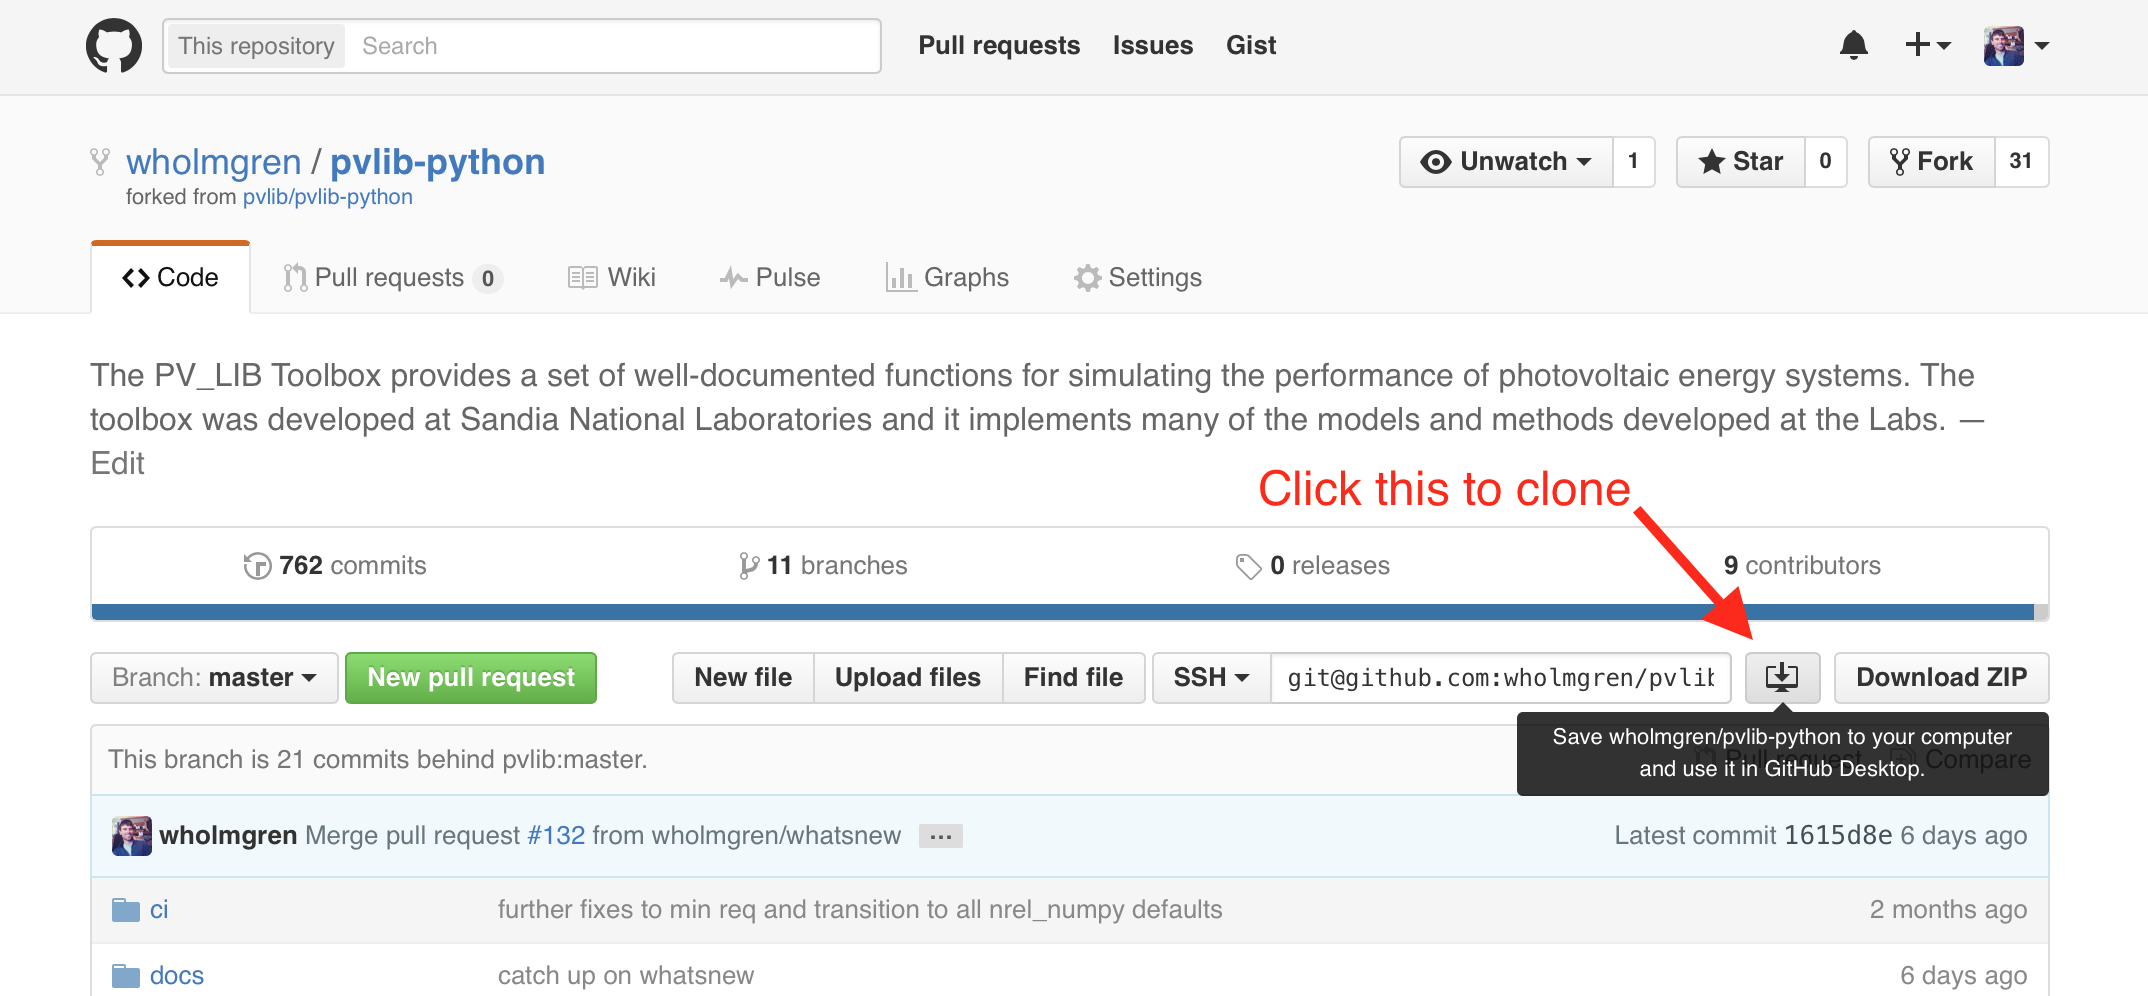 This repository Search Pull requests Issues Gist
wholmgren / pvlib-python Unwatch 1 Star 0 Fork 31
forked from pvlib/pvlib-python
Code Pull requests 0 Wiki Pulse Graphs Settings
The PV_LIB Toolbox provides a set of well-documented functions for simulating the performance of photovoltaic energy systems. The
toolbox was developed at Sandia National Laboratories and it implements many of the models and methods developed at the Labs. —
Edit
Click this to clone
762 commits 11 branches 0 releases 9 contributors
Branch: master New pull request New file Upload files Find file SSH git@github.com:wholmgren/pvlib Download ZIP
Save wholmgren/pvlib-python to your computer
and use it in GitHub Desktop.
This branch is 21 commits behind pvlib:master. Pull request Compare
wholmgren Merge pull request #132 from wholmgren/whatsnew ... Latest commit 1615d8e 6 days ago
ci further fixes to min req and transition to all nrel_numpy defaults 2 months ago
docs catch up on whatsnew 6 days ago